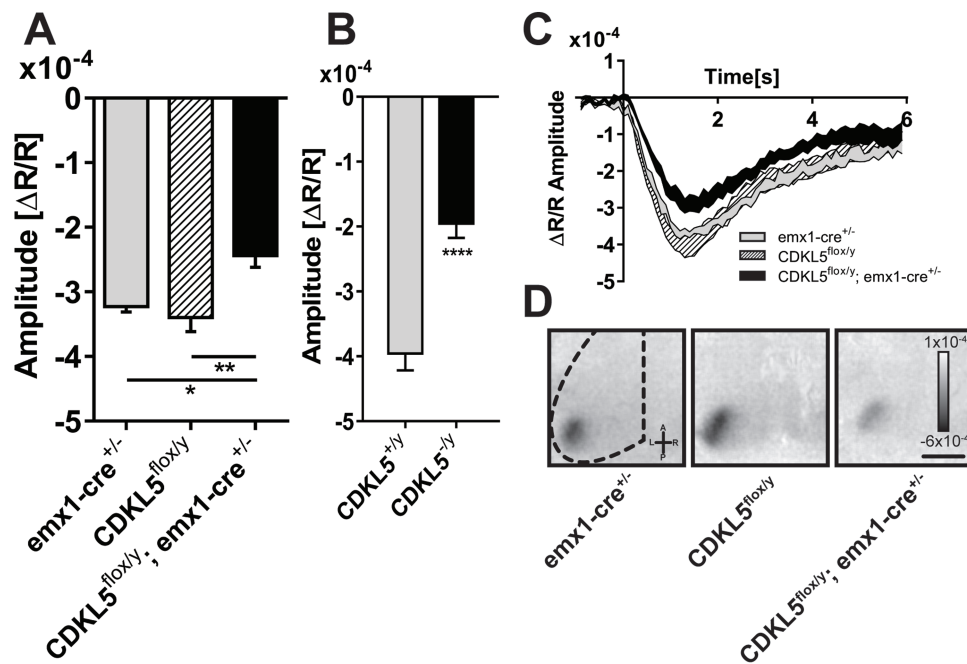 A
x10-4
0
-1
-2
-3
-4
-5
Amplitude [ΔR/R]
**
*
emx1-cre+/-
CDKL5flox/y
CDKL5flox/y; emx1-cre+/-
B
x10-4
0
-1
-2
-3
-4
-5
Amplitude [ΔR/R]
****
CDKL5+/y
CDKL5-/y
C
x10-4
1
Time[s]
2
4
6
-1
-2
-3
-4
-5
ΔR/R Amplitude
emx1-cre+/-
CDKL5flox/y
CDKL5flox/y; emx1-cre+/-
D
A
L R
P
1x10-4
-6x10-4
emx1-cre+/-
CDKL5flox/y
CDKL5flox/y; emx1-cre+/-